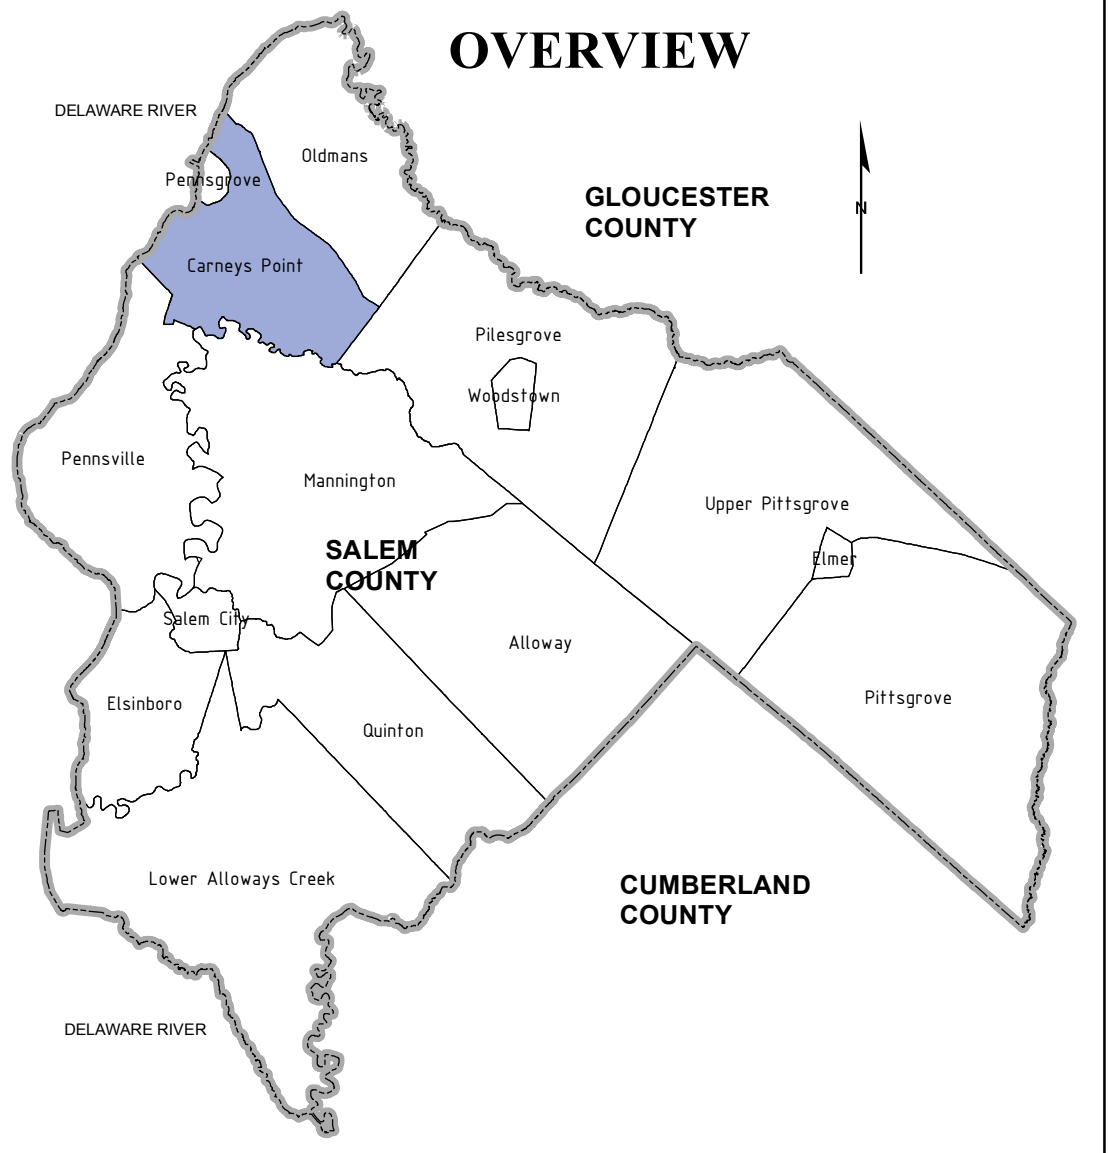 OVERVIEW
DELAWARE RIVER
Oldmans
Pennsgrove
GLOUCESTER
COUNTY
N
Carneys Point
Pilesgrove
Woodstown
Pennsville
Mannington
Upper Pittsgrove
SALEM
COUNTY
Elmer
Salem City
Alloway
Elsinboro
Pittsgrove
Quinton
Lower Alloways Creek
CUMBERLAND
COUNTY
DELAWARE RIVER